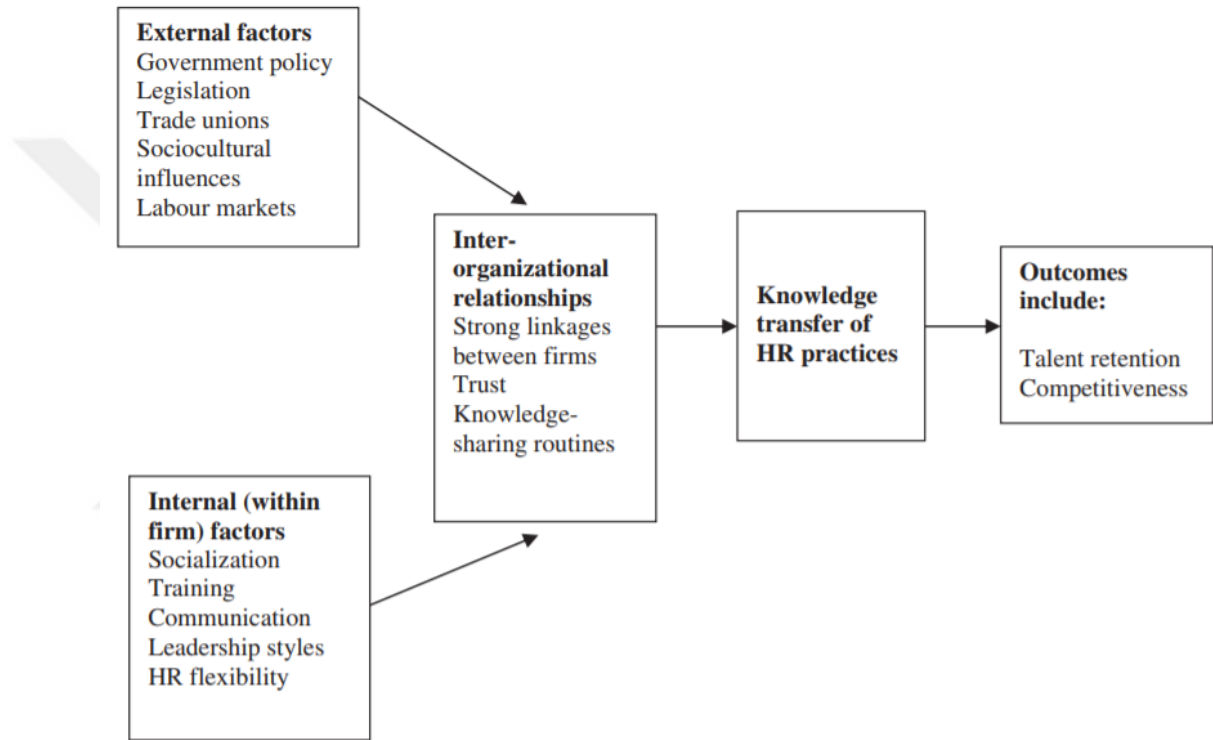 External factors
Government policy
Legislation
Trade unions
Sociocultural
influences
Labour markets
Inter-
organizational
relationships
Strong linkages
between firms
Trust
Knowledge-
sharing routines
Knowledge
transfer of
HR practices
Outcomes
include:
Talent retention
Competitiveness
Internal (within
firm) factors
Socialization
Training
Communication
Leadership styles
HR flexibility